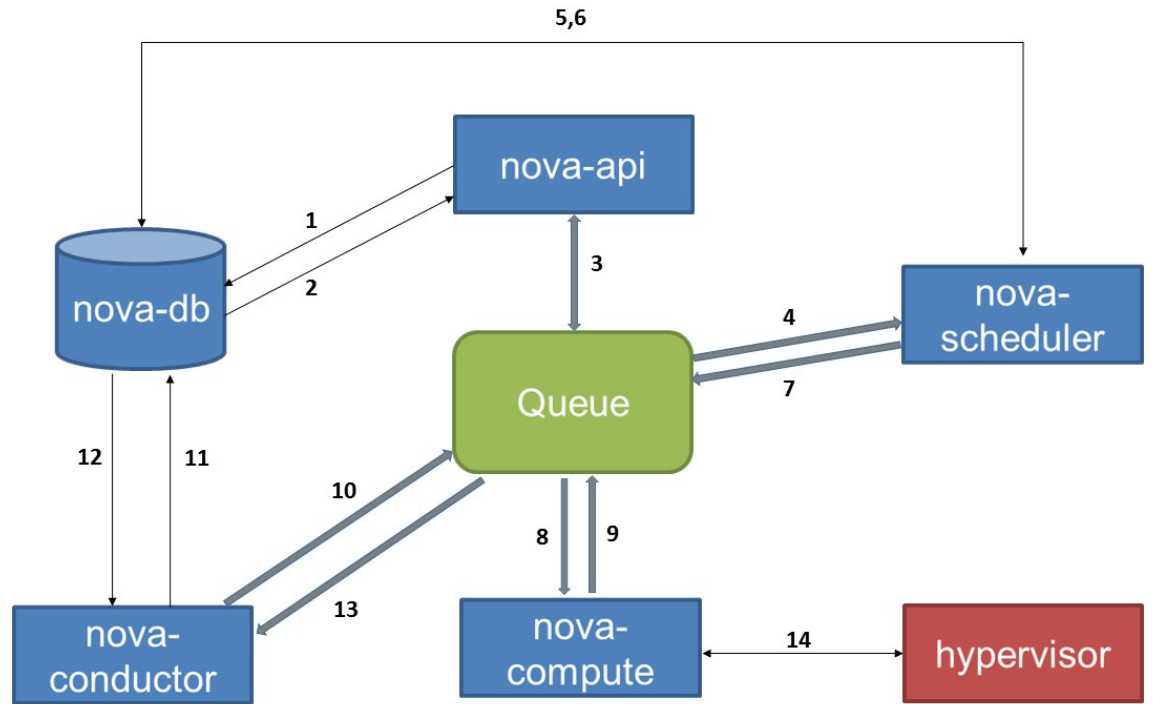 5,6
nova-api
1
2
3
nova-db
nova-
scheduler
4
7
Queue
12
11
10
13
8
9
nova-
conductor
nova-
compute
14
hypervisor